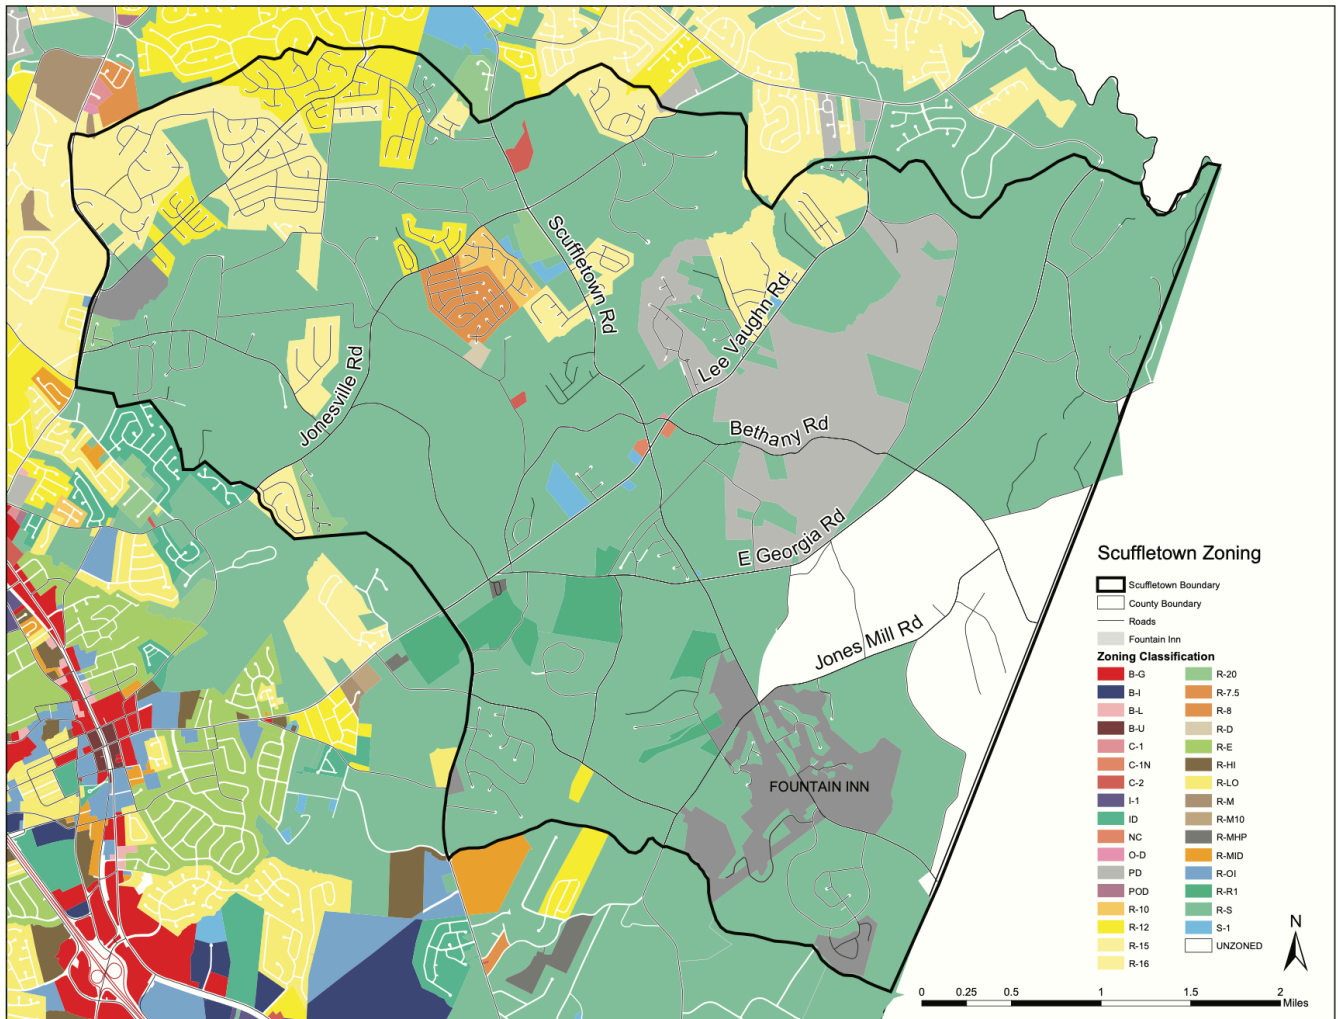 Scuffletown Rd
Lee Vaughn Rd
Jonesville Rd
Bethany Rd
E Georgia Rd
Jones Mill Rd
FOUNTAIN INN
Scuffletown Zoning
Scuffletown Boundary
County Boundary
Roads
Fountain Inn
Zoning Classification
B-G
B-I
B-L
B-U
C-1
C-1N
C-2
I-1
ID
NC
O-D
PD
POD
R-10
R-12
R-15
R-16
R-20
R-7.5
R-8
R-D
R-E
R-HI
R-LO
R-M
R-M10
R-MHP
R-MID
R-OI
R-R1
R-S
S-1
UNZONED
N
0 0.25 0.5 1 1.5 2
Miles